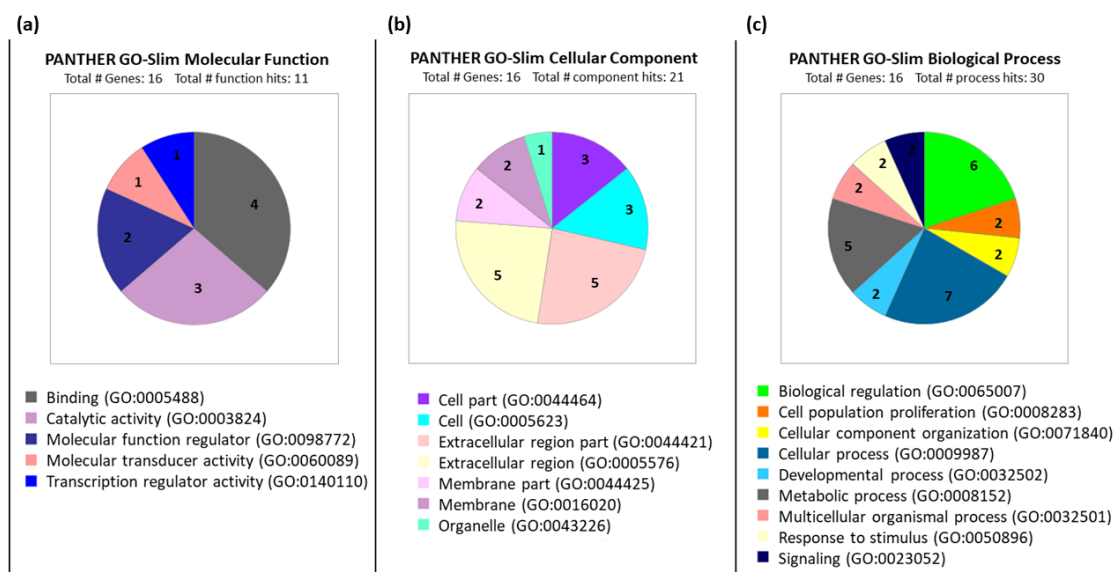 (a)
PANTHER GO-Slim Molecular Function
Total # Genes: 16 Total # function hits: 11
1
1
4
2
3
Binding (GO:0005488)
Catalytic activity (GO:0003824)
Molecular function regulator (GO:0098772)
Molecular transducer activity (GO:0060089)
Transcription regulator activity (GO:0140110)
(b)
PANTHER GO-Slim Cellular Component
Total # Genes: 16 Total # component hits: 21
1
2
3
2
3
5
5
Cell part (GO:0044464)
Cell (GO:0005623)
Extracellular region part (GO:0044421)
Extracellular region (GO:0005576)
Membrane part (GO:0044425)
Membrane (GO:0016020)
Organelle (GO:0043226)
(c)
PANTHER GO-Slim Biological Process
Total # Genes: 16 Total # process hits: 30
2
2
6
2
2
5
2
2
7
Biological regulation (GO:0065007)
Cell population proliferation (GO:0008283)
Cellular component organization (GO:0071840)
Cellular process (GO:0009987)
Developmental process (GO:0032502)
Metabolic process (GO:0008152)
Multicellular organismal process (GO:0032501)
Response to stimulus (GO:0050896)
Signaling (GO:0023052)